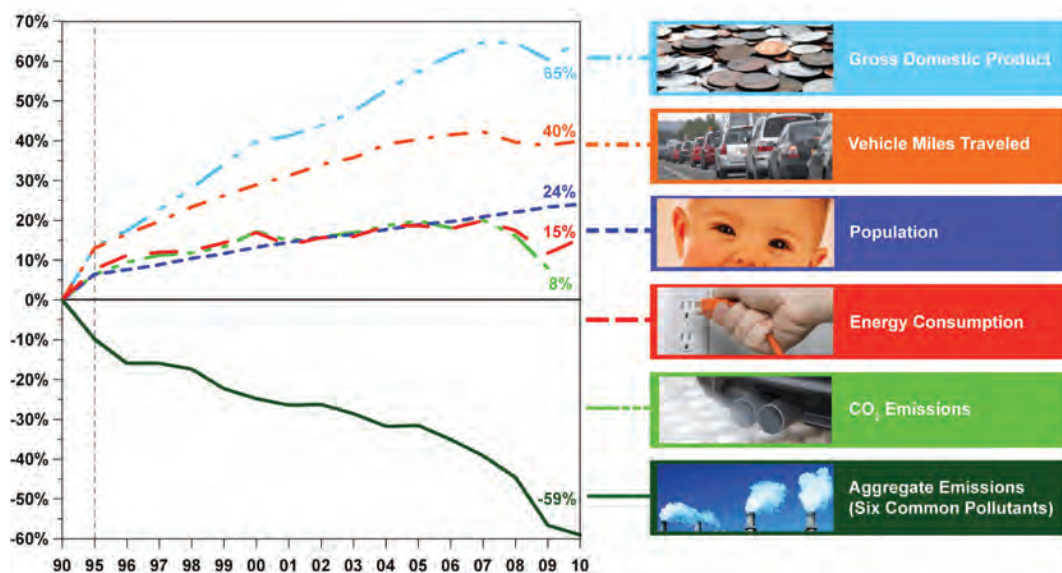 70%
60%
50%
40%
30%
20%
10%
0%
-10%
-20%
-30%
-40%
-50%
-60%
65%
40%
24%
15%
8%
-59%
90 95 96 97 98 99 00 01 02 03 04 05 06 07 08 09 10
Gross Domestic Product
Vehicle Miles Traveled
Population
Energy Consumption
CO₂ Emissions
Aggregate Emissions
(Six Common Pollutants)